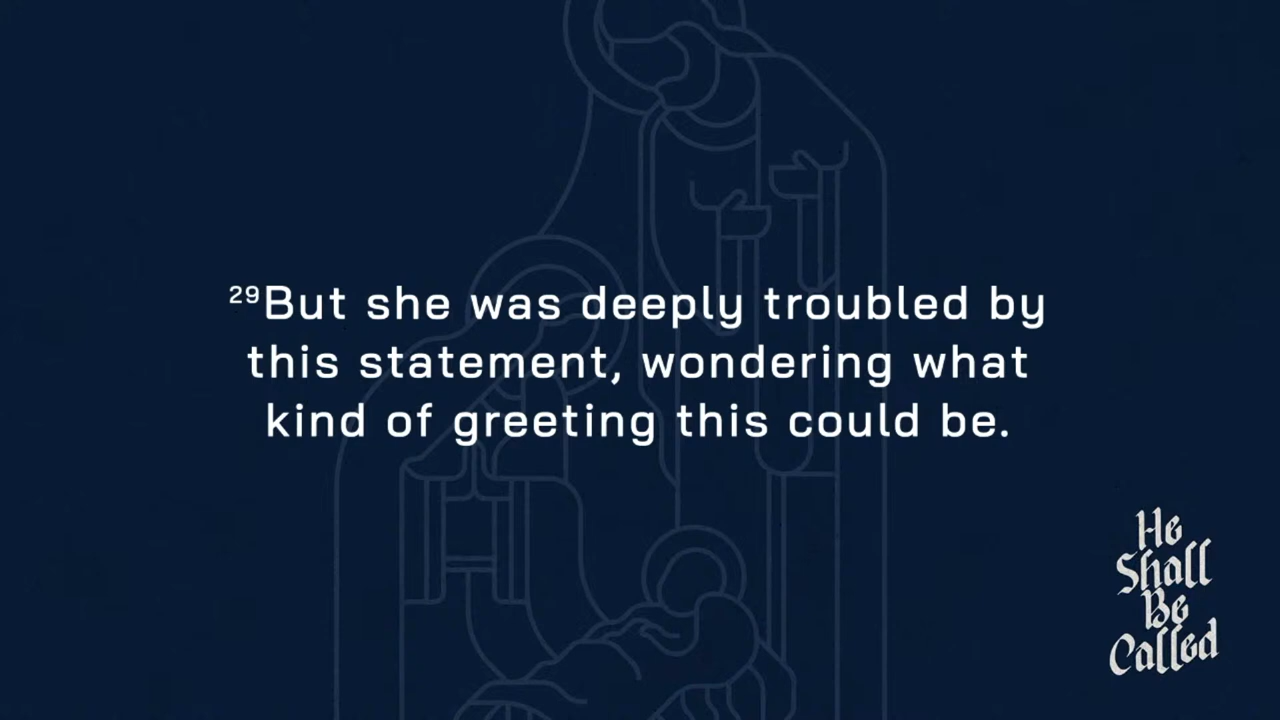 ²⁹But she was deeply troubled by
this statement, wondering what
kind of greeting this could be.
He
Shall
Be
Called